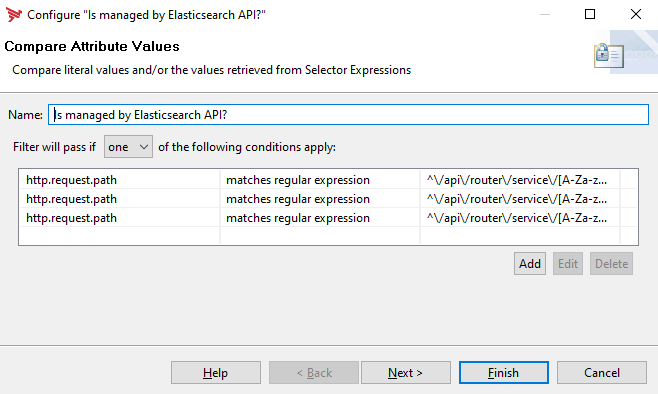 Configure "Is managed by Elasticsearch API?"
Compare Attribute Values
Compare literal values and/or the values retrieved from Selector Expressions
Name: Is managed by Elasticsearch API?
Filter will pass if one of the following conditions apply:
http.request.path matches regular expression ^\/api\/router\/service\/[A-Za-z...
http.request.path matches regular expression ^\/api\/router\/service\/[A-Za-z...
http.request.path matches regular expression ^\/api\/router\/service\/[A-Za-z...
Add Edit Delete
Help < Back Next > Finish Cancel